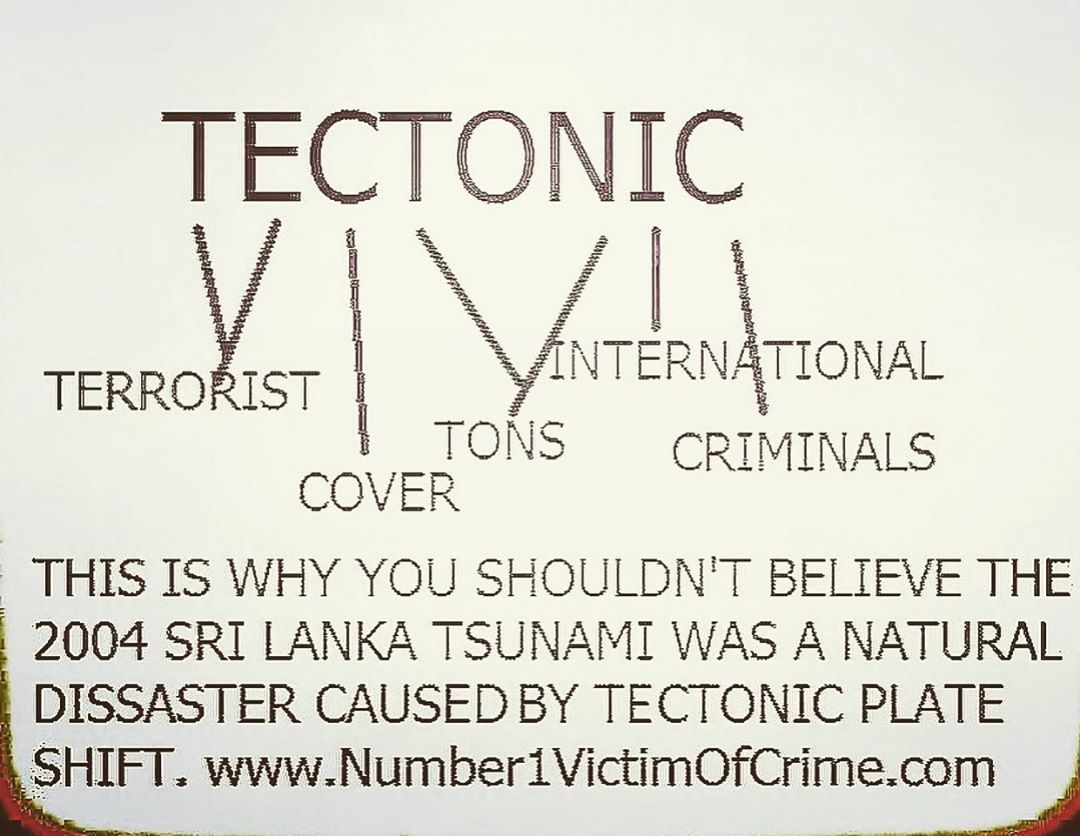 TECTONIC
TERRORIST
COVER
TONS
INTERNATIONAL
CRIMINALS
THIS IS WHY YOU SHOULDN'T BELIEVE THE
2004 SRI LANKA TSUNAMI WAS A NATURAL
DISSASTER CAUSED BY TECTONIC PLATE
SHIFT. www.Number1VictimOfCrime.com